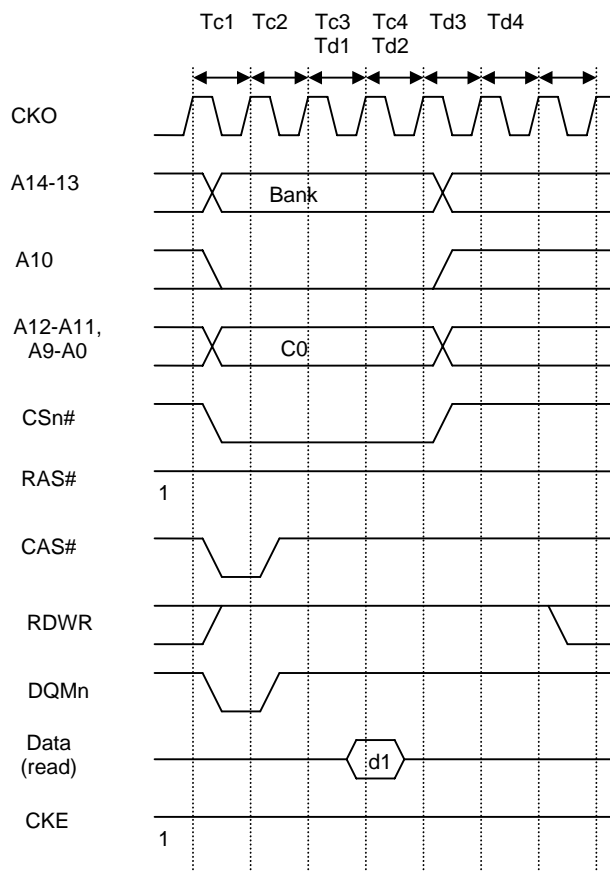 Tc1 Tc2 Tc3 Tc4 Td3 Td4
Td1 Td2
CKO
A14-13
Bank
A10
A12-A11,
A9-A0
C0
CSn#
RAS#
1
CAS#
RDWR
DQMn
Data
(read)
d1
CKE
1